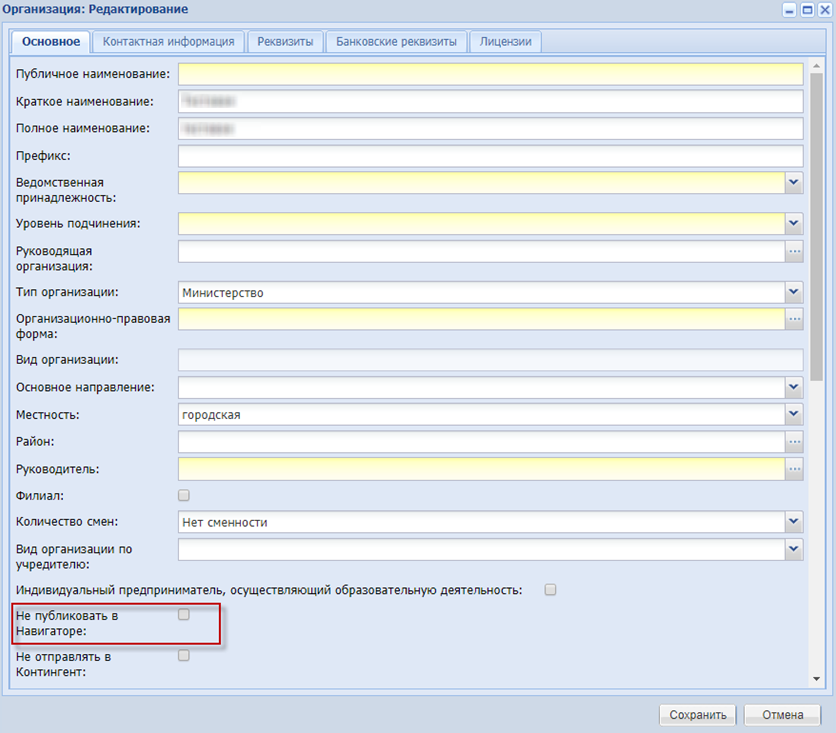 Организация: Редактирование
Основное
Контактная информация
Реквизиты
Банковские реквизиты
Лицензии
Публичное наименование:
Краткое наименование:
Полное наименование:
Префикс:
Ведомственная
принадлежность:
Уровень подчинения:
Руководящая
организация:
Тип организации: Министерство
Организационно-правовая
форма:
Вид организации:
Основное направление:
Местность: городская
Район:
Руководитель:
Филиал:
Количество смен: Нет сменности
Вид организации по
учредителю:
Индивидуальный предприниматель, осуществляющий образовательную деятельность:
Не публиковать в
Навигаторе:
Не отправлять в
Контингент:
Сохранить
Отмена